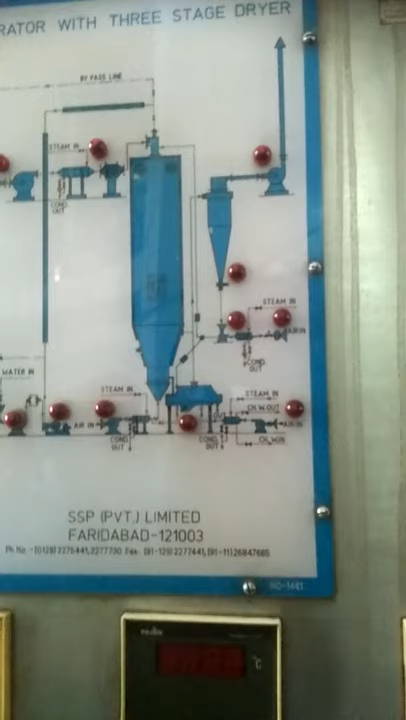 RATOR WITH THREE STAGE DRYER
BY PASS LINE
STEAM IN
COND. OUT
STEAM IN
AIR IN
COND. OUT
WATER IN
STEAM IN
STEAM IN
CH.W.OUT
AIR IN
AIR IN
COND. OUT
COND. OUT
CH.W.IN
SSP (PVT.) LIMITED
FARIDABAD-121003
°C